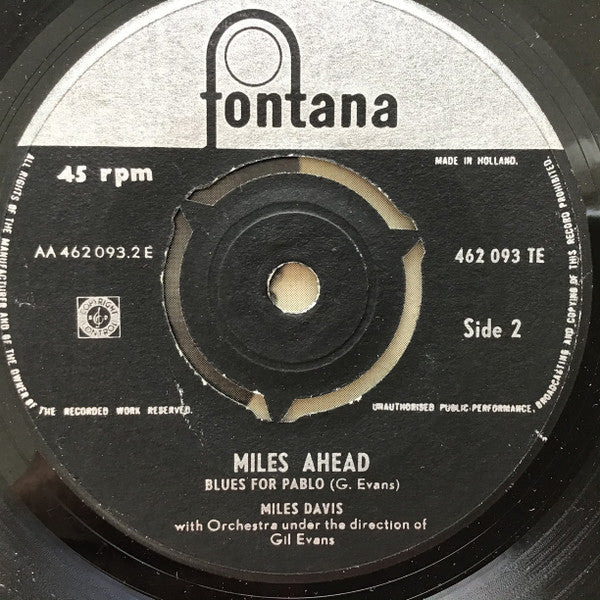 fontana
45 rpm
MADE IN HOLLAND.
AA 462 093.2 E
462 093 TE
COPYRIGHT
CONTROL
Side 2
ALL RIGHTS OF THE MANUFACTURER AND OF THE OWNER OF THE RECORDED WORK RESERVED.
UNAUTHORISED PUBLIC PERFORMANCE, BROADCASTING AND COPYING OF THIS RECORD PROHIBITED.
MILES AHEAD
BLUES FOR PABLO (G. Evans)
MILES DAVIS
with Orchestra under the direction of
Gil Evans